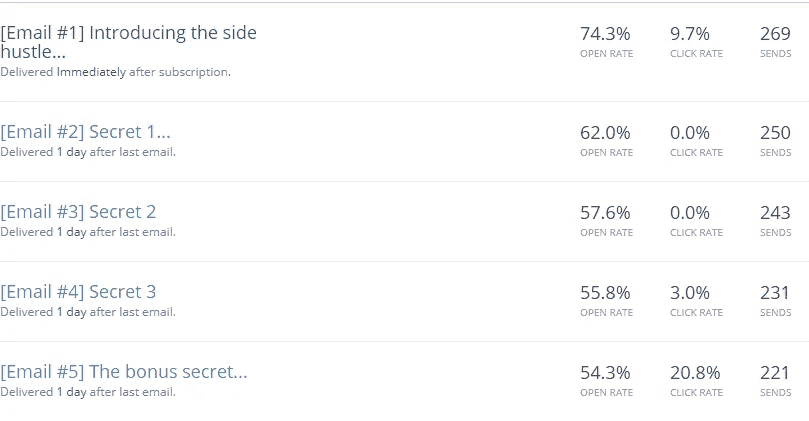 [Email #1] Introducing the side
hustle...
Delivered Immediately after subscription.
74.3% 9.7% 269
OPEN RATE CLICK RATE SENDS
[Email #2] Secret 1...
Delivered 1 day after last email.
62.0% 0.0% 250
OPEN RATE CLICK RATE SENDS
[Email #3] Secret 2
Delivered 1 day after last email.
57.6% 0.0% 243
OPEN RATE CLICK RATE SENDS
[Email #4] Secret 3
Delivered 1 day after last email.
55.8% 3.0% 231
OPEN RATE CLICK RATE SENDS
[Email #5] The bonus secret...
Delivered 1 day after last email.
54.3% 20.8% 221
OPEN RATE CLICK RATE SENDS